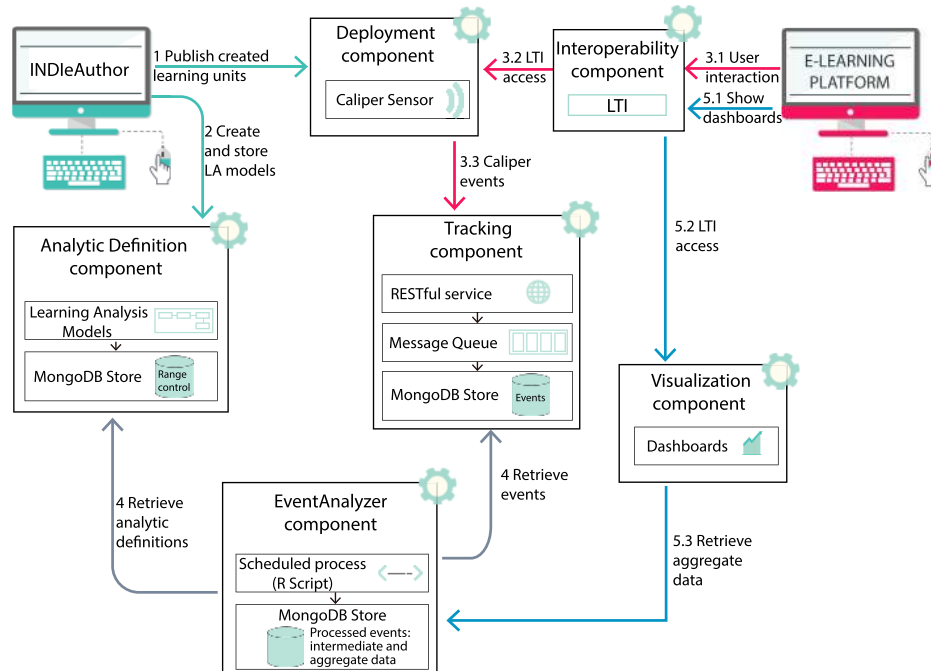 INDIeAuthor
1 Publish created
learning units
2 Create
and store
LA models
Deployment
component
Caliper Sensor
3.2 LTI
access
Interoperability
component
LTI
3.1 User
interaction
5.1 Show
dashboards
E-LEARNING
PLATFORM
3.3 Caliper
events
5.2 LTI
access
Analytic Definition
component
Learning Analysis
Models
MongoDB Store
Range
control
Tracking
component
RESTful service
Message Queue
MongoDB Store
Events
Visualization
component
Dashboards
4 Retrieve
analytic
definitions
4 Retrieve
events
5.3 Retrieve
aggregate
data
EventAnalyzer
component
Scheduled process
(R Script)
MongoDB Store
Processed events:
intermediate and
aggregate data